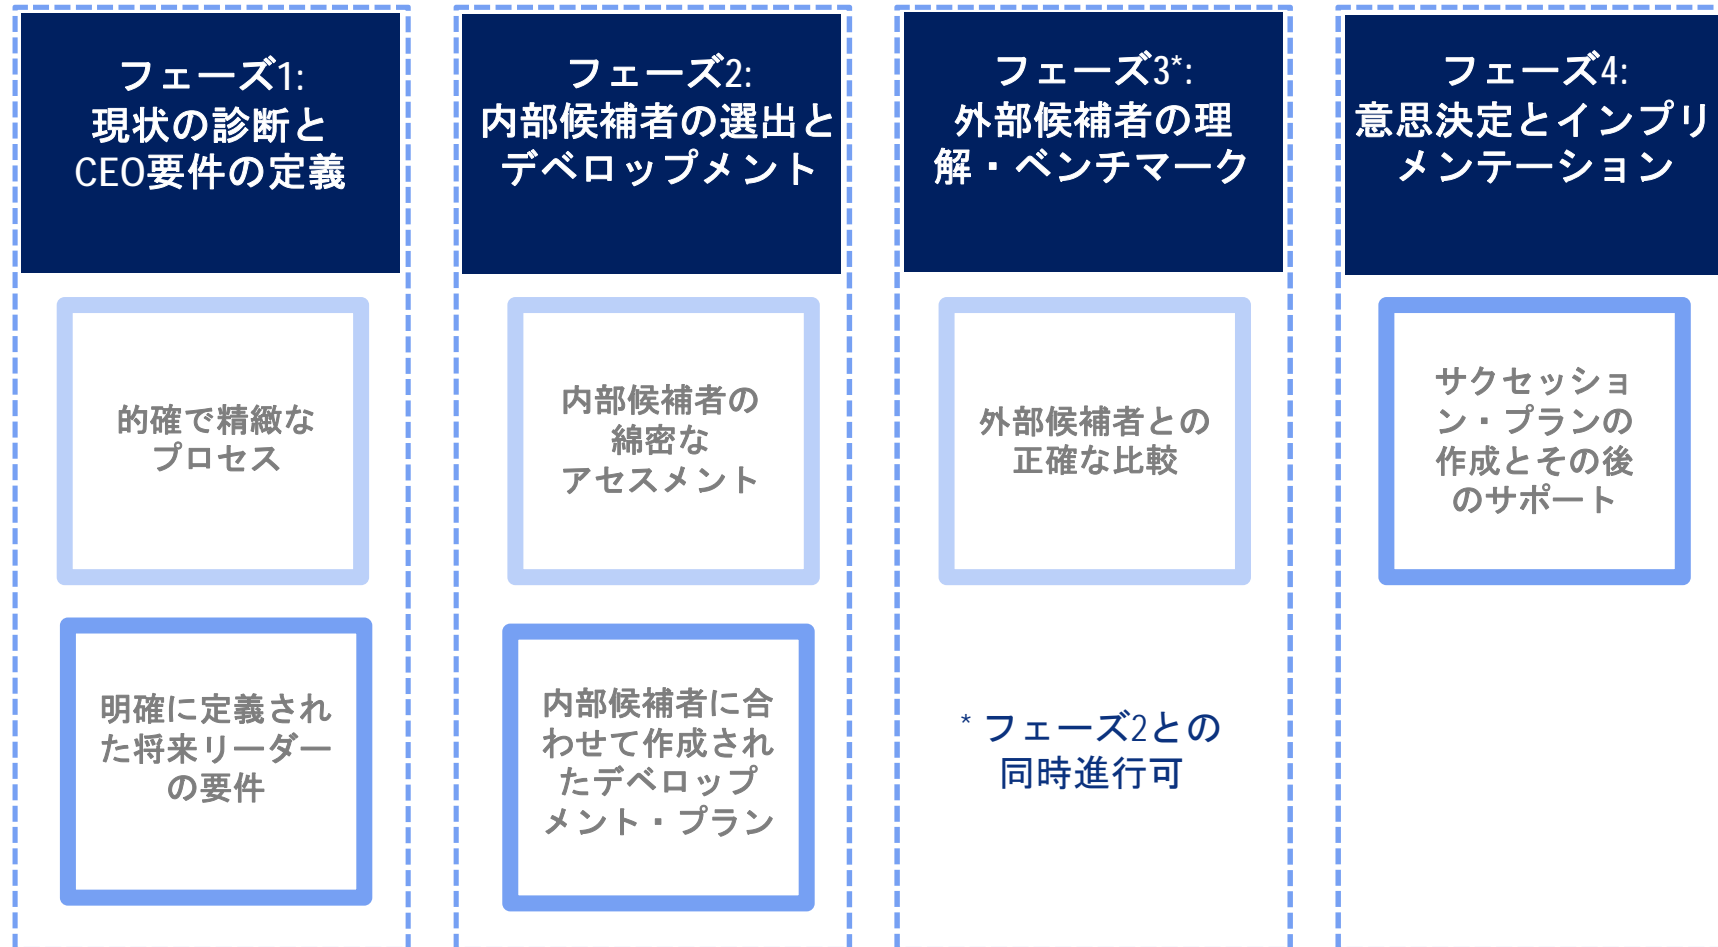 フェーズ1:
現状の診断と
CEO要件の定義
的確で精緻な
プロセス
明確に定義され
た将来リーダー
の要件
フェーズ2:
内部候補者の選出と
デベロップメント
内部候補者の
綿密な
アセスメント
内部候補者に合
わせて作成され
たデベロップ
メント・プラン
フェーズ3*:
外部候補者の理
解・ベンチマーク
外部候補者との
正確な比較
* フェーズ2との
同時進行可
フェーズ4:
意思決定とインプリ
メンテーション
サクセッショ
ン・プランの
作成とその後
のサポート